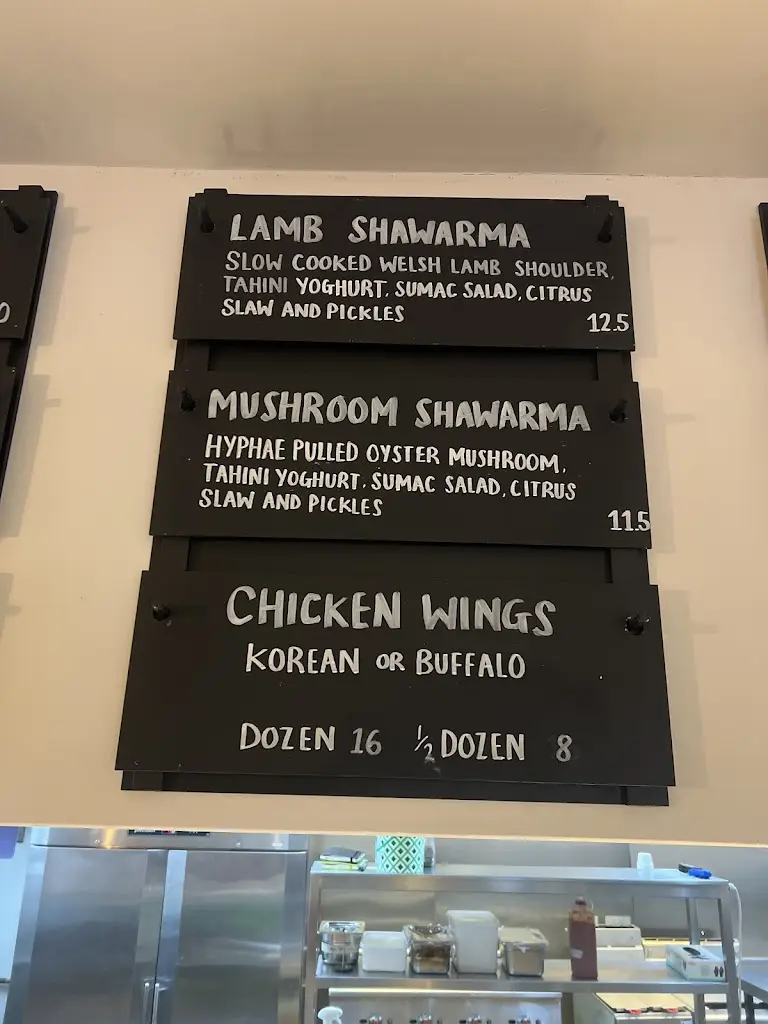 LAMB SHAWARMA
SLOW COOKED WELSH LAMB SHOULDER,
TAHINI YOGHURT, SUMAC SALAD, CITRUS
SLAW AND PICKLES
12.5
MUSHROOM SHAWARMA
HYPHAE PULLED OYSTER MUSHROOM,
TAHINI YOGHURT, SUMAC SALAD, CITRUS
SLAW AND PICKLES
11.5
CHICKEN WINGS
KOREAN OR BUFFALO
DOZEN 16 ½ DOZEN 8